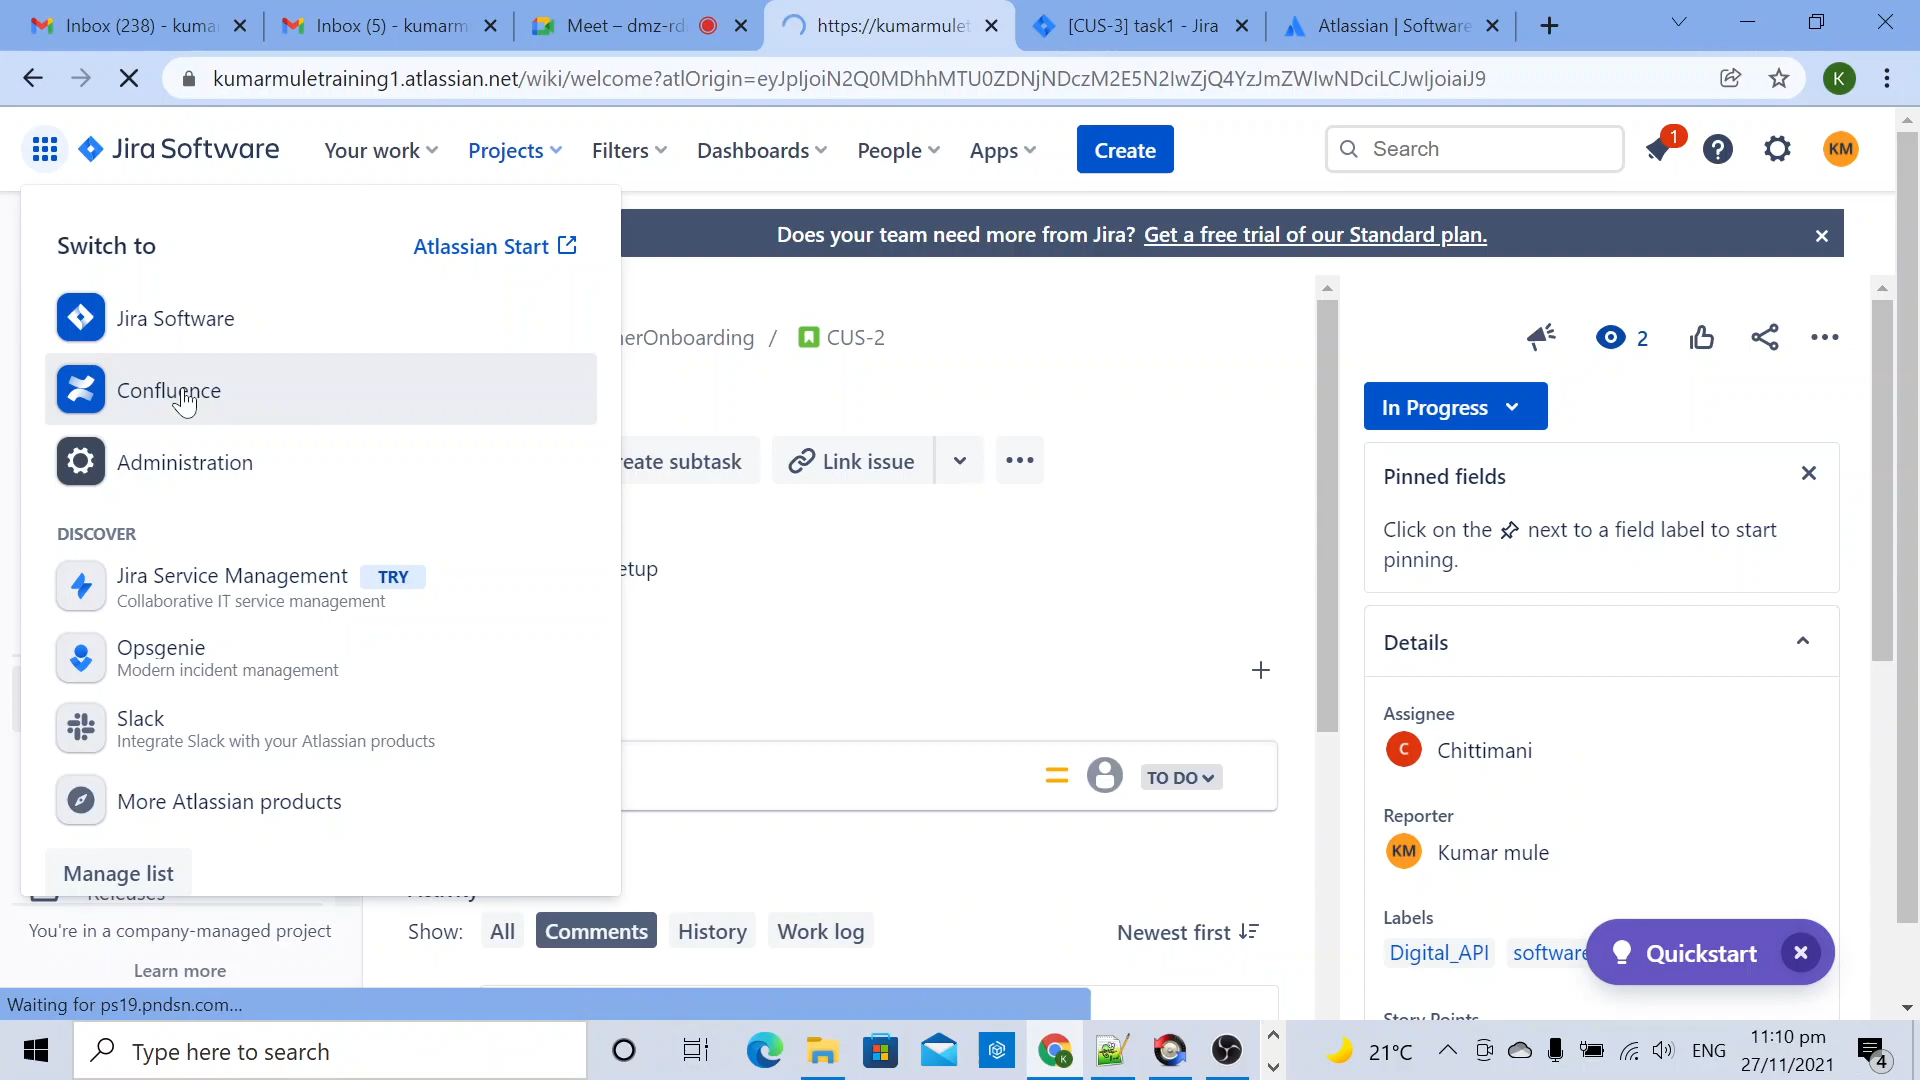 Inbox (238) - kuma
Inbox (5) - kumarm
Meet – dmz-rd
https://kumarmulet
[CUS-3] task1 - Jira
Atlassian | Software
kumarmuletraining1.atlassian.net/wiki/welcome?atlOrigin=eyJpIjoiN2Q0MDhhMTU0ZDNjNDczM2E5N2IwZjQ4YzJmZWIwNDciLCJwIjoiaiJ9
K
Jira Software
Your work
Projects
Filters
Dashboards
People
Apps
Create
Search
1
KM
Switch to
Atlassian Start
Does your team need more from Jira? Get a free trial of our Standard plan.
Jira Software
Confluence
Administration
DISCOVER
Jira Service Management TRY
Collaborative IT service management
Opsgenie
Modern incident management
Slack
Integrate Slack with your Atlassian products
More Atlassian products
Manage list
erOnboarding / CUS-2
2
eate subtask
Link issue
etup
TO DO
In Progress
Pinned fields
Click on the next to a field label to start
pinning.
Details
Assignee
C Chittimani
Reporter
KM Kumar mule
Labels
Digital_API software
Quickstart
Releases
You're in a company-managed project
Learn more
Show: All Comments History Work log
Newest first
Waiting for ps19.pndsn.com...
Type here to search
21°C
ENG
11:10 pm
27/11/2021
4